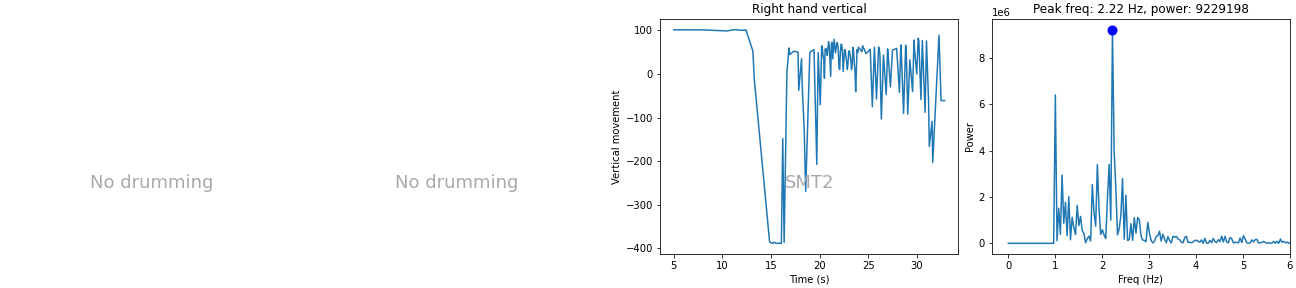 No drumming
No drumming
Right hand vertical
Vertical movement
100
0
−100
−200
−300
−400
SMT2
5
10
15
20
25
30
Time (s)
Peak freq: 2.22 Hz, power: 9229198
1e6
Power
8
6
4
2
0
0
1
2
3
4
5
6
Freq (Hz)